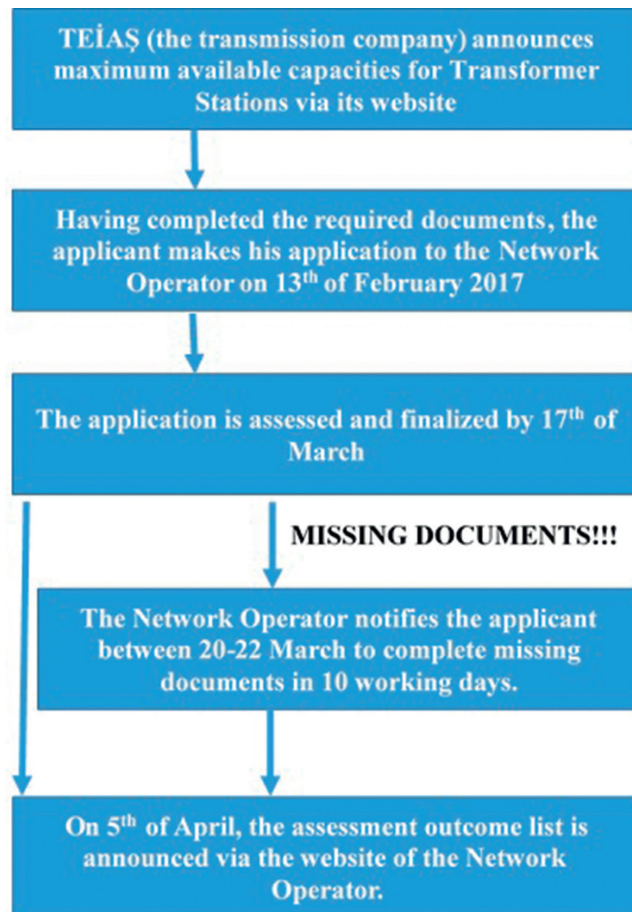 TEİAŞ (the transmission company) announces
maximum available capacities for Transformer
Stations via its website
Having completed the required documents, the
applicant makes his application to the Network
Operator on 13th of February 2017
The application is assessed and finalized by 17th of
March
MISSING DOCUMENTS!!!
The Network Operator notifies the applicant
between 20-22 March to complete missing
documents in 10 working days.
On 5th of April, the assessment outcome list is
announced via the website of the Network
Operator.